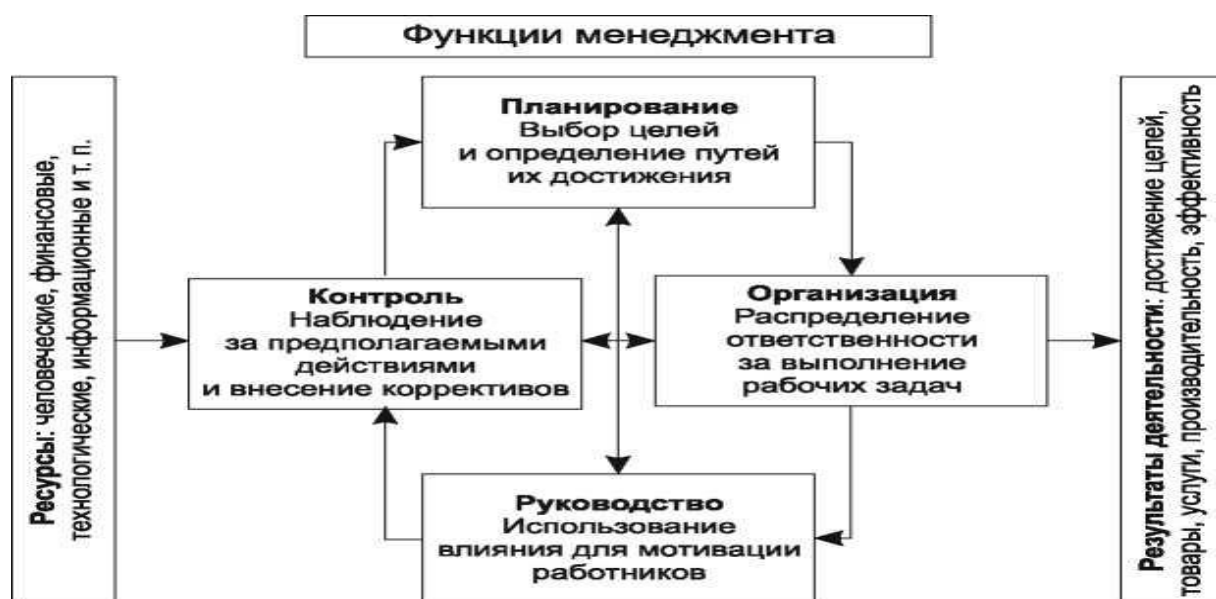 Функции менеджмента
Ресурсы: человеческие, финансовые,
технологические, информационные и т. п.
Планирование
Выбор целей
и определение путей
их достижения
Контроль
Наблюдение
за предполагаемыми
действиями
и внесение коррективов
Организация
Распределение
ответственности
за выполнение
рабочих задач
Руководство
Использование
влияния для мотивации
работников
Результаты деятельности: достижение целей,
товары, услуги, производительность, эффективность